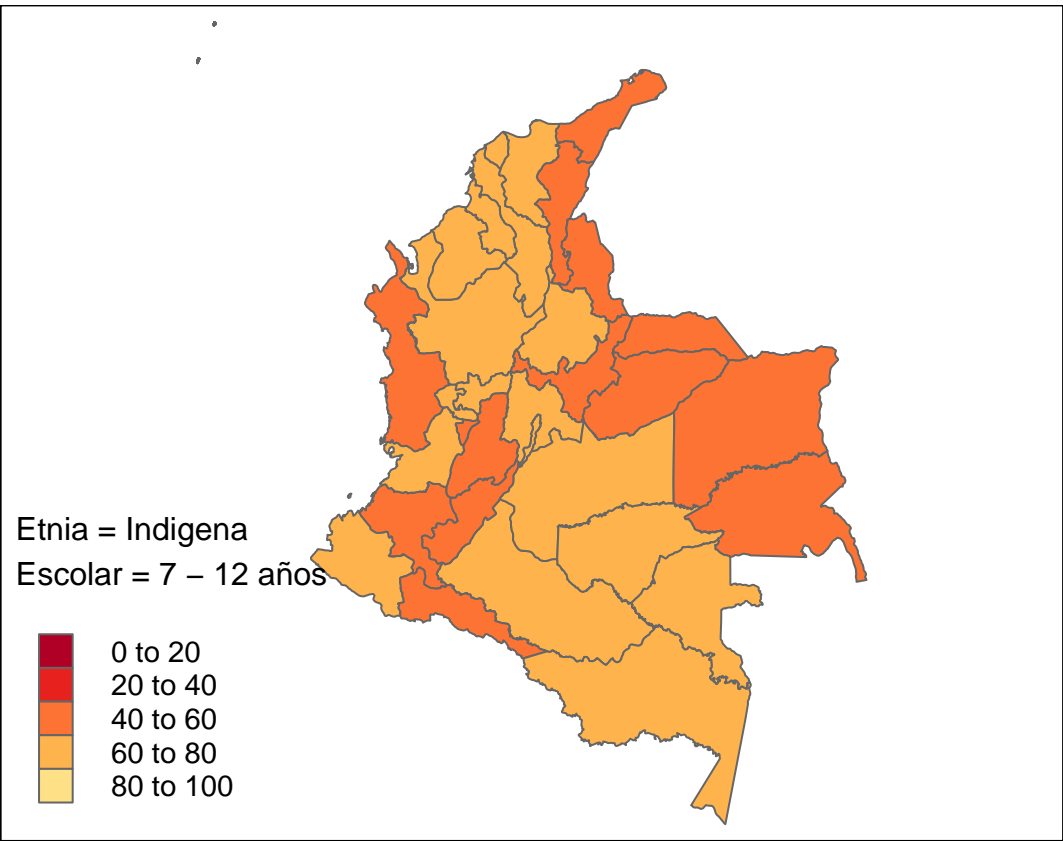 Etnia = Indigena
Escolar = 7 – 12 años
0 to 20
20 to 40
40 to 60
60 to 80
80 to 100